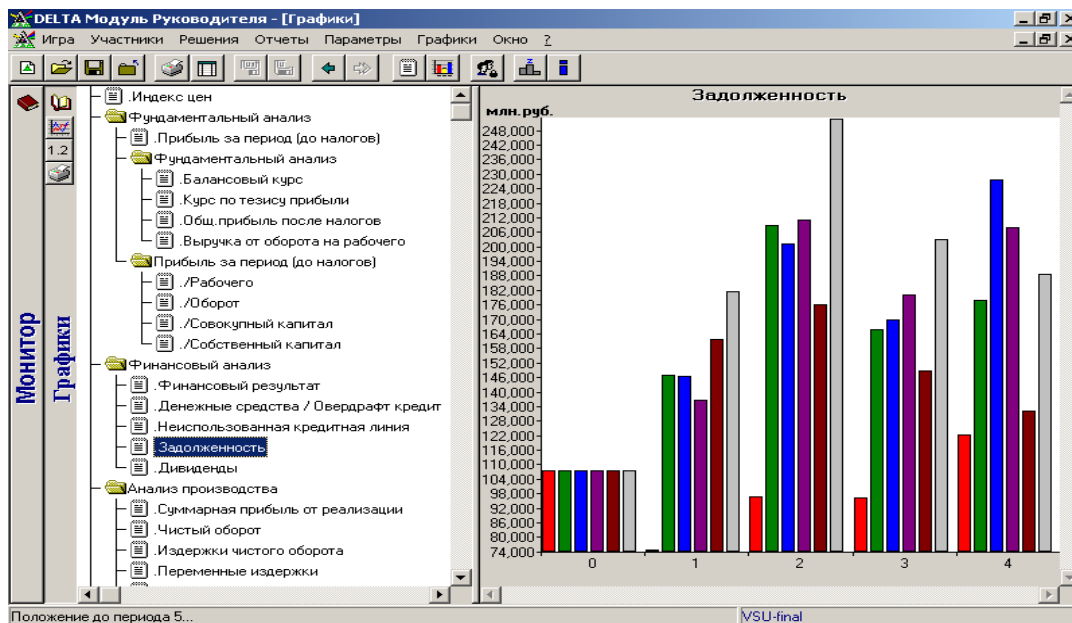 DELTA Модуль Руководителя - [Графики]
Игра Участники Решения Отчеты Параметры Графики Окно ?
1.2
Монитор
Графики
.Индекс цен
Фундаментальный анализ
.Прибыль за период (до налогов)
Фундаментальный анализ
.Балансовый курс
.Курс по тезису прибыли
.Общ.прибыль после налогов
.Выручка от оборота на рабочего
Прибыль за период (до налогов)
./Рабочего
./Оборот
./Совокупный капитал
./Собственный капитал
Финансовый анализ
.Финансовый результат
.Денежные средства / Овердрафт кредит
.Неиспользованная кредитная линия
.Задолженность
.Дивиденды
Анализ производства
.Суммарная прибыль от реализации
.Чистый оборот
.Издержки чистого оборота
.Переменные издержки
Задолженность
млн.руб.
248,000
242,000
236,000
230,000
224,000
218,000
212,000
206,000
200,000
194,000
188,000
182,000
176,000
170,000
164,000
158,000
152,000
146,000
140,000
134,000
128,000
122,000
116,000
110,000
104,000
98,000
92,000
86,000
80,000
74,000
0 1 2 3 4
Положение до периода 5...
VSU-final